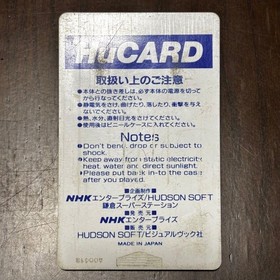 HuCARD
取扱い上のご注意
●本体との抜き差しは、必ず本体の電源を切ってから行なってください。
●静電気をさけ、曲げたり、落したり、衝撃を与えないでください。
●熱、水分、直射日光をさけてください。
●使用後はビニールケースに入れてください。
Notes
●Don't bend, drop or subject to shock.
●Keep away from static electricity heat, water and direct sunlight.
●Please put back in-to the case after you played.
■企画制作■
NHKエンタープライズ/HUDSON SOFT
鎌倉スーパーステーション
■発売元■
NHKエンタープライズ
■販売元■
HUDSON SOFT/ビジュアルヴック社
MADE IN JAPAN